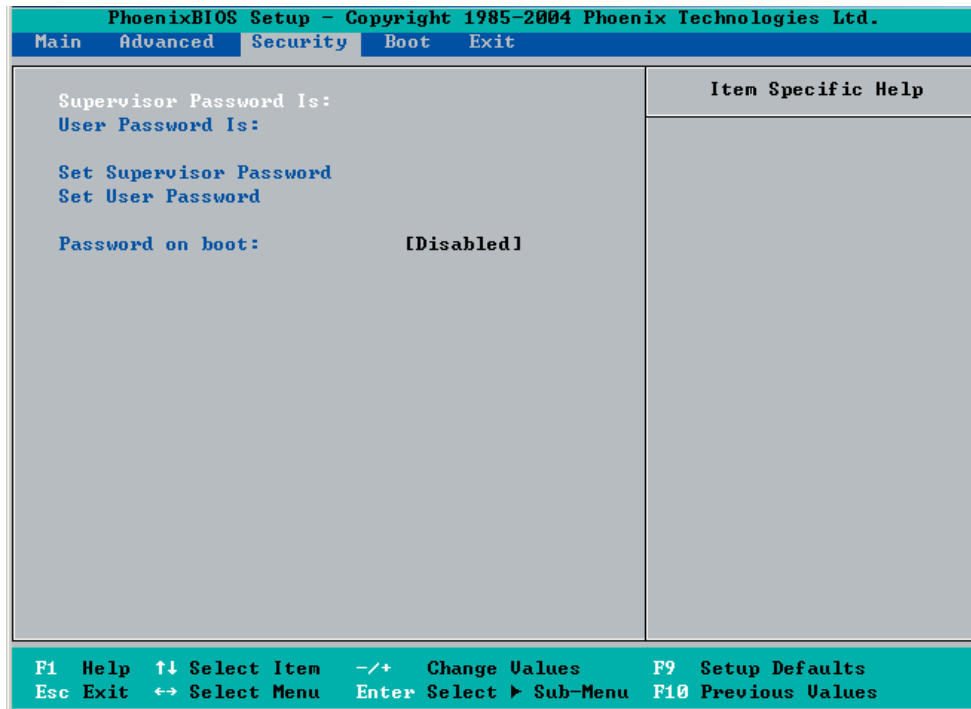 PhoenixBIOS Setup - Copyright 1985-2004 Phoenix Technologies Ltd.
Main Advanced Security Boot Exit
Supervisor Password Is:
User Password Is:
Set Supervisor Password
Set User Password
Password on boot: [Disabled]
Item Specific Help
F1 Help ↑↓ Select Item -/+ Change Values F9 Setup Defaults
Esc Exit ↔ Select Menu Enter Select ▶ Sub-Menu F10 Previous Values